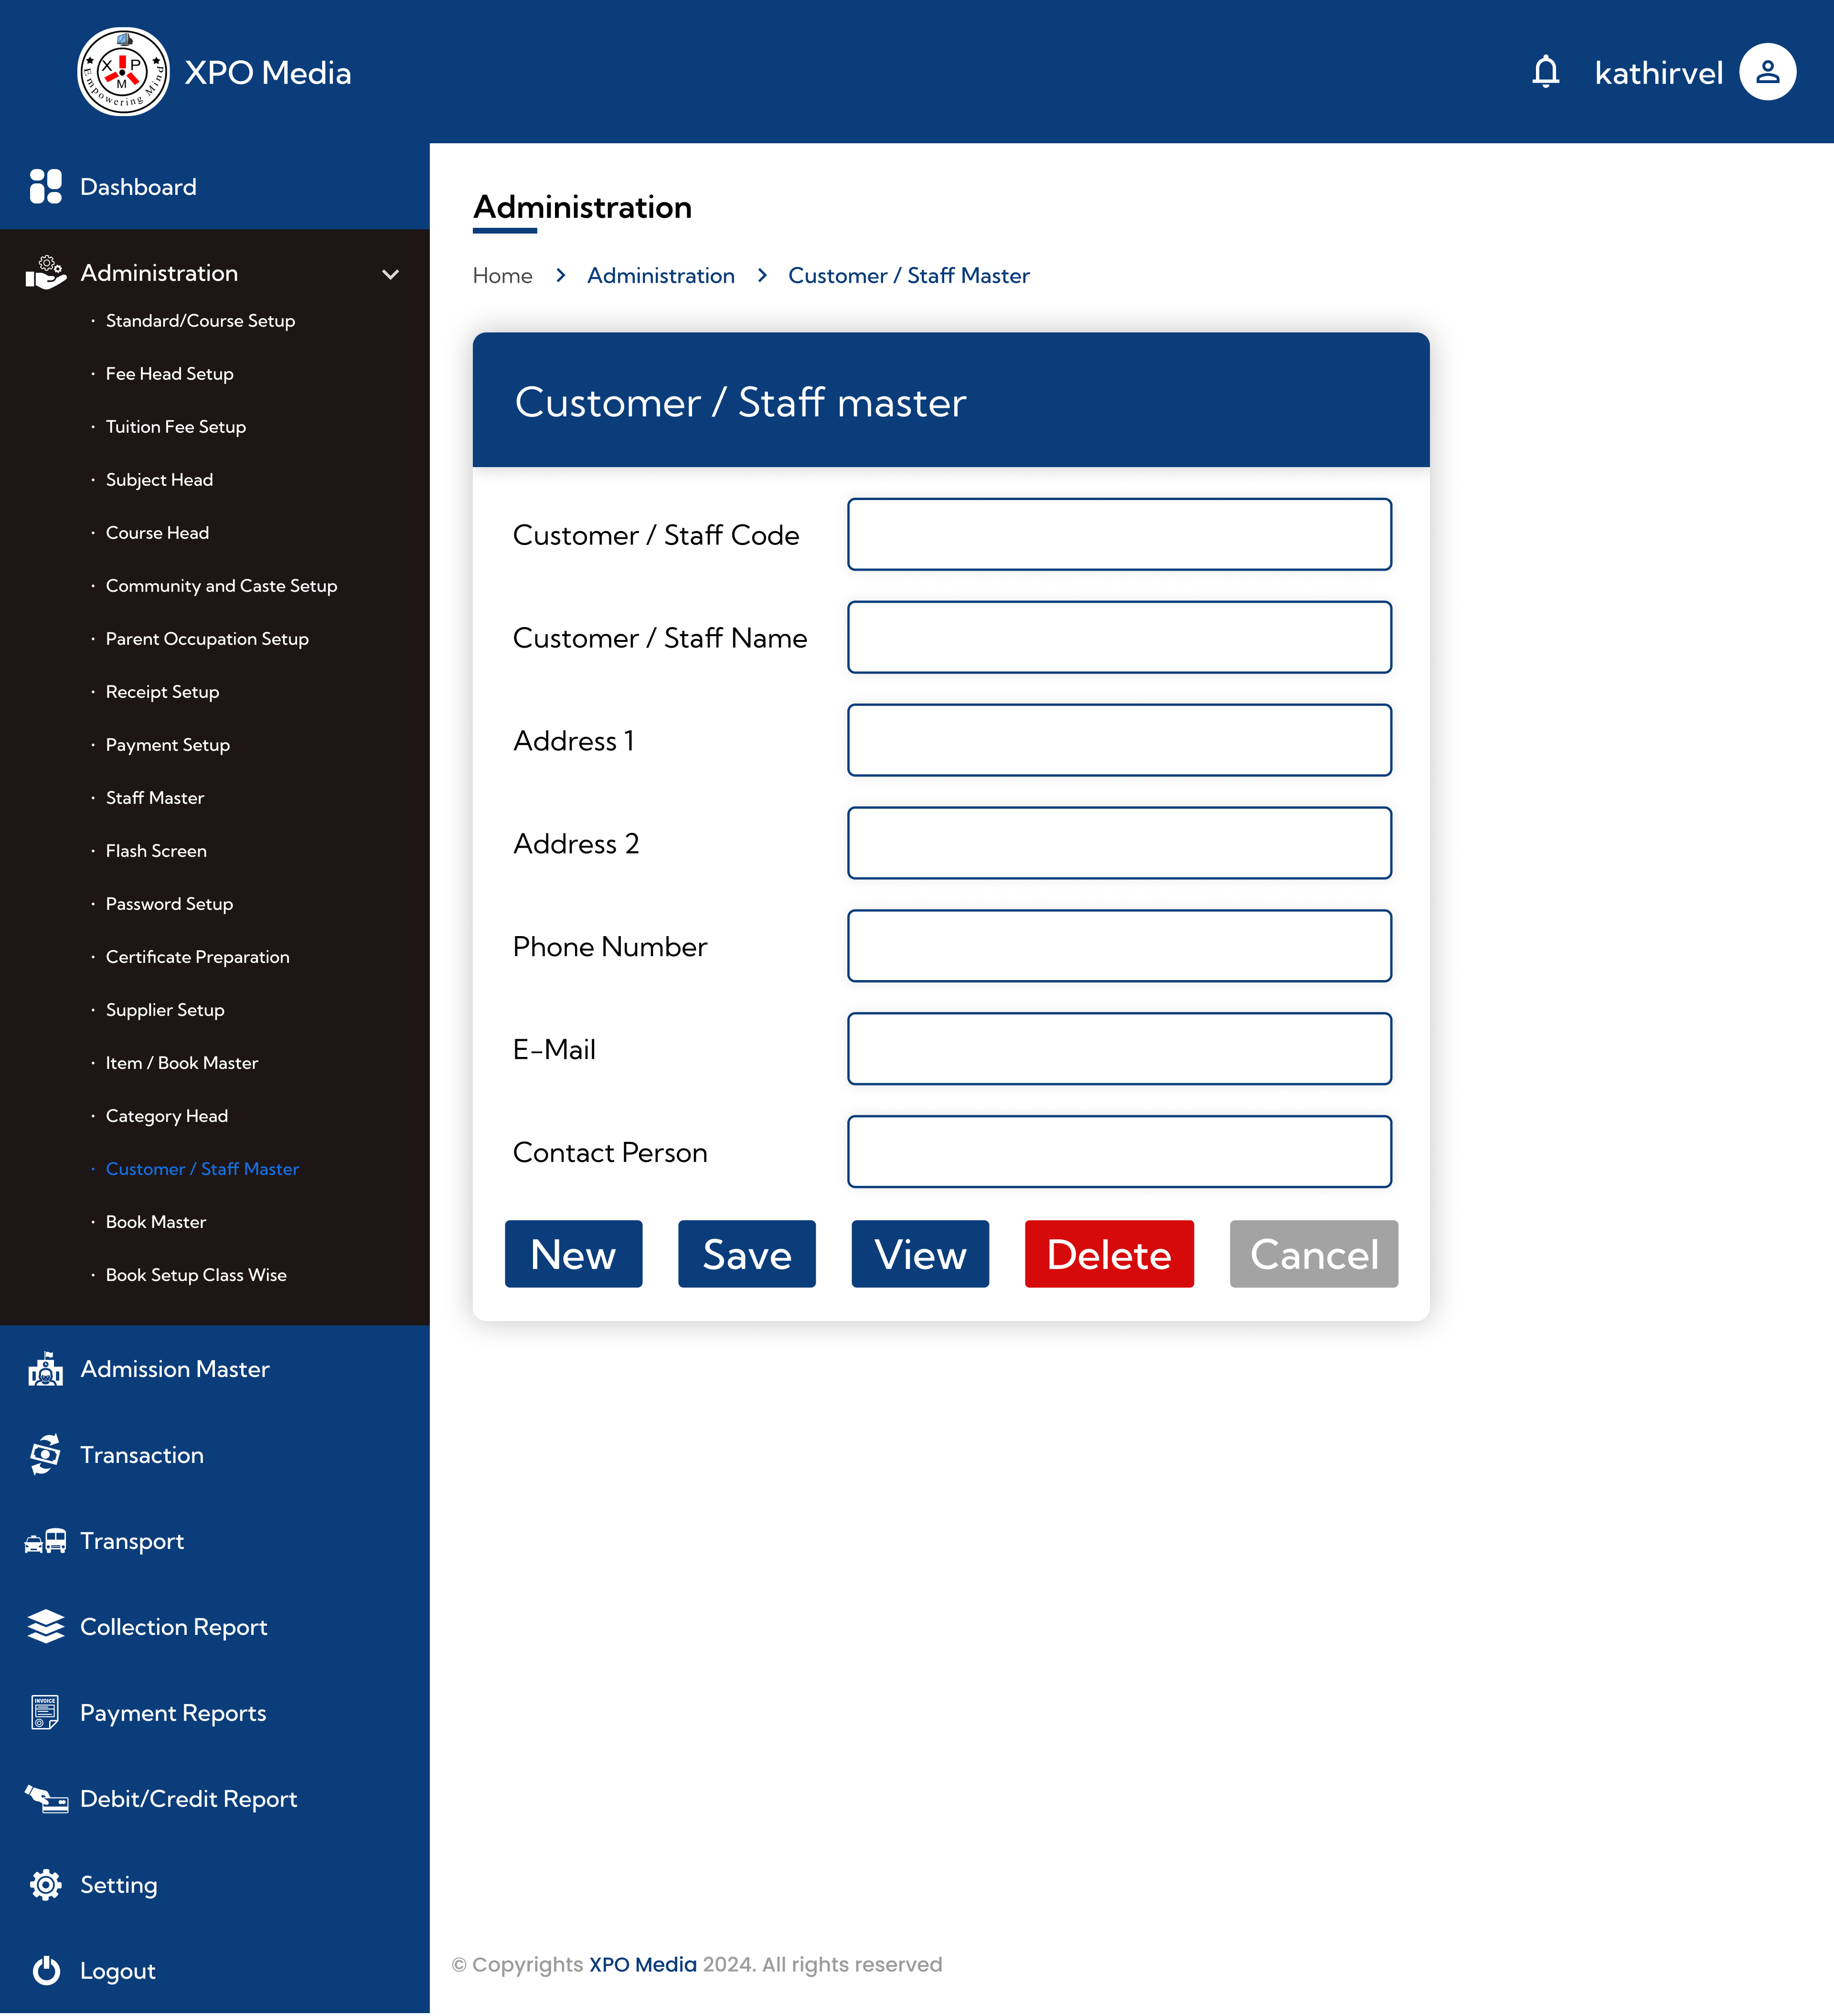 X P
M
Empowering Mind
XPO Media
kathirvel
Dashboard
Administration
· Standard/Course Setup
· Fee Head Setup
· Tuition Fee Setup
· Subject Head
· Course Head
· Community and Caste Setup
· Parent Occupation Setup
· Receipt Setup
· Payment Setup
· Staff Master
· Flash Screen
· Password Setup
· Certificate Preparation
· Supplier Setup
· Item / Book Master
· Category Head
· Customer / Staff Master
· Book Master
· Book Setup Class Wise
Admission Master
Transaction
Transport
Collection Report
INVOICE
Payment Reports
Debit/Credit Report
Setting
Logout
Administration
Home > Administration > Customer / Staff Master
Customer / Staff master
Customer / Staff Code
Customer / Staff Name
Address 1
Address 2
Phone Number
E-Mail
Contact Person
New Save View Delete Cancel
© Copyrights XPO Media 2024. All rights reserved